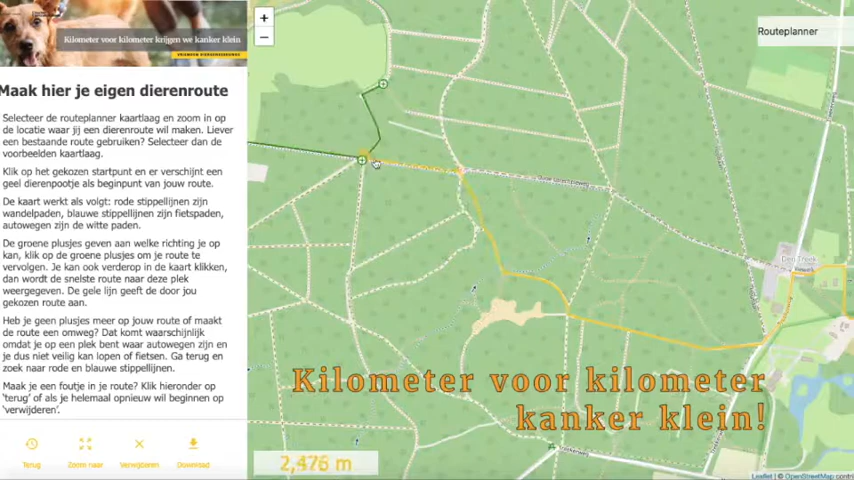 Kilometer voor kilometer krijgen we kanker klein
Maak hier je eigen dierenroute
Selecteer de routeplanner kaartlaag en zoom in op
de locatie waar jij een dierenroute wil maken. Liever
een bestaande route gebruiken? Selecteer dan de
voorbeelden kaartlaag.
Klik op het gekozen startpunt en er verschijnt een
geel dierenpootje als beginpunt van jouw route.
De kaart werkt als volgt: rode stippellijnen zijn
wandelpaden, blauwe stippellijnen zijn fietspaden,
autowegen zijn de witte paden.
De groene plusjes geven aan welke richting je op
kan, klik op de groene plusjes om je route te
vervolgen. Je kan ook verderop in de kaart klikken,
dan wordt de snelste route naar deze plek
weergegeven. De gele lijn geeft de door jou
gekozen route aan.
Heb je geen plusjes meer op jouw route of maakt
de route een omweg? Dat komt waarschijnlijk
omdat je op een plek bent waar autowegen zijn en
je dus niet veilig kan lopen of fietsen. Ga terug en
zoek naar rode en blauwe stippellijnen.
Maak je een foutje in je route? Klik hieronder op
'terug' of als je helemaal opnieuw wil beginnen op
'verwijderen'.
Terug
Zoom naar
Verwijderen
Download
+
−
Routeplanner
Den Treek
Kilometer voor kilometer
kanker klein!
2,476 m
Leaflet | © OpenStreetMap contri